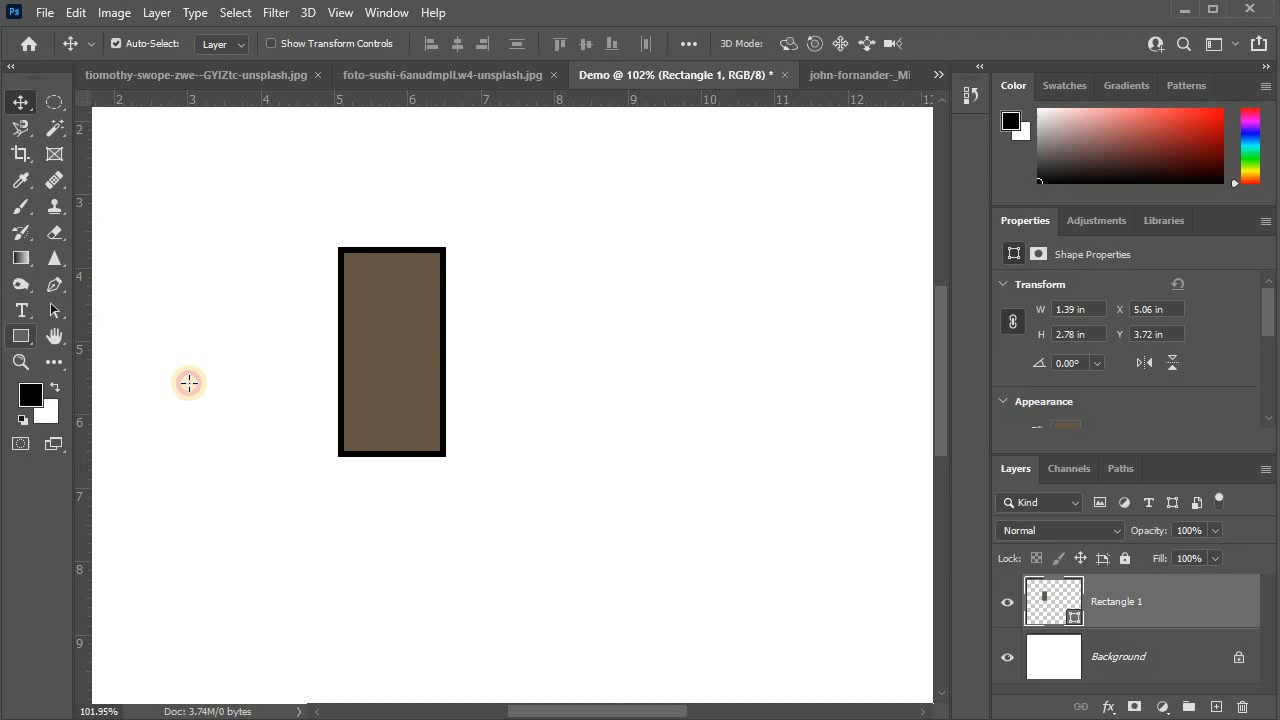 Ps File Edit Image Layer Type Select Filter 3D View Window Help
Auto-Select: Layer Show Transform Controls 3D Mode:
tiomothy-swope-zwe--GYIZtc-unsplash.jpg foto-sushi-6anudmpILw4-unsplash.jpg Demo @ 102% (Rectangle 1, RGB/8) * john-fornander-_Mi
2 3 4 5 6 7 8 9 10 11 12 13
2
3
4
5
6
7
8
9
Color Swatches Gradients Patterns
Properties Adjustments Libraries
Shape Properties
Transform
W 1.39 in X 5.06 in
H 2.78 in Y 3.72 in
0.00°
Appearance
Layers Channels Paths
Kind
Normal Opacity: 100%
Lock: Fill: 100%
Rectangle 1
Background
101.95% Doc: 3.74M/0 bytes